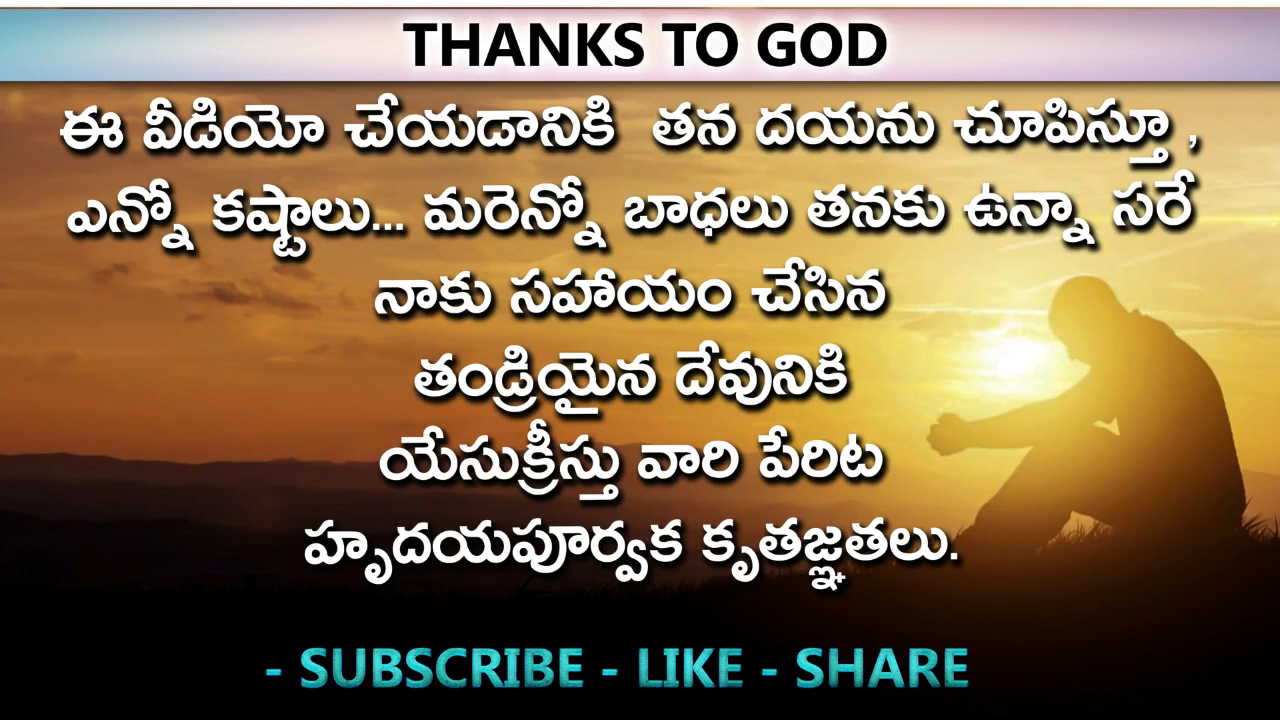 THANKS TO GOD
ఈ వీడియో చేయడానికి తన దయను చూపిస్తూ ,
ఎన్నో కష్టాలు... మరెన్నో బాధలు తనకు ఉన్నా సరే
నాకు సహాయం చేసిన
తండ్రియైన దేవునికి
యేసుక్రీస్తు వారి పేరిట
హృదయపూర్వక కృతజ్ఞతలు.
- SUBSCRIBE - LIKE - SHARE